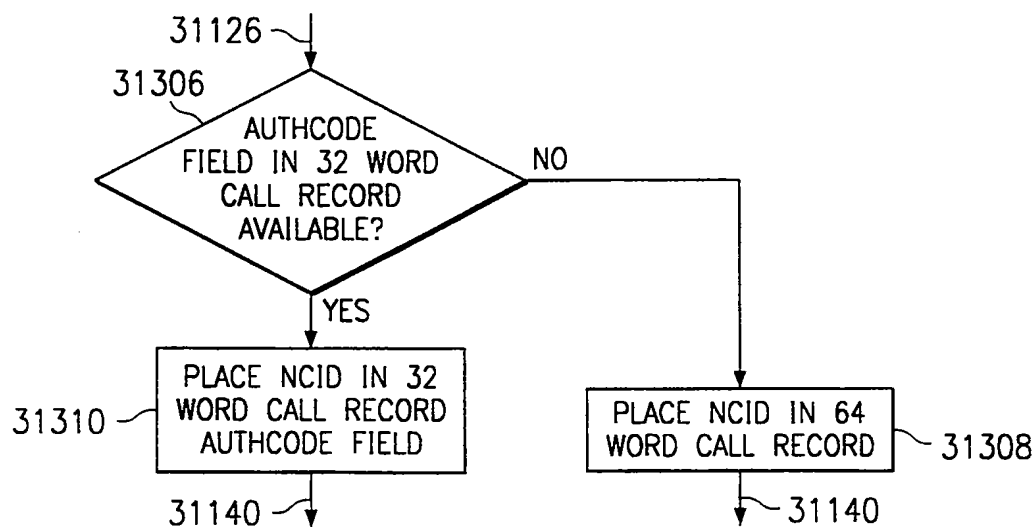 31126
31306
AUTHCODE
FIELD IN 32 WORD
CALL RECORD
AVAILABLE?
NO
YES
PLACE NCID IN 32
WORD CALL RECORD
AUTHCODE FIELD
31310
PLACE NCID IN 64
WORD CALL RECORD
31308
31140
31140